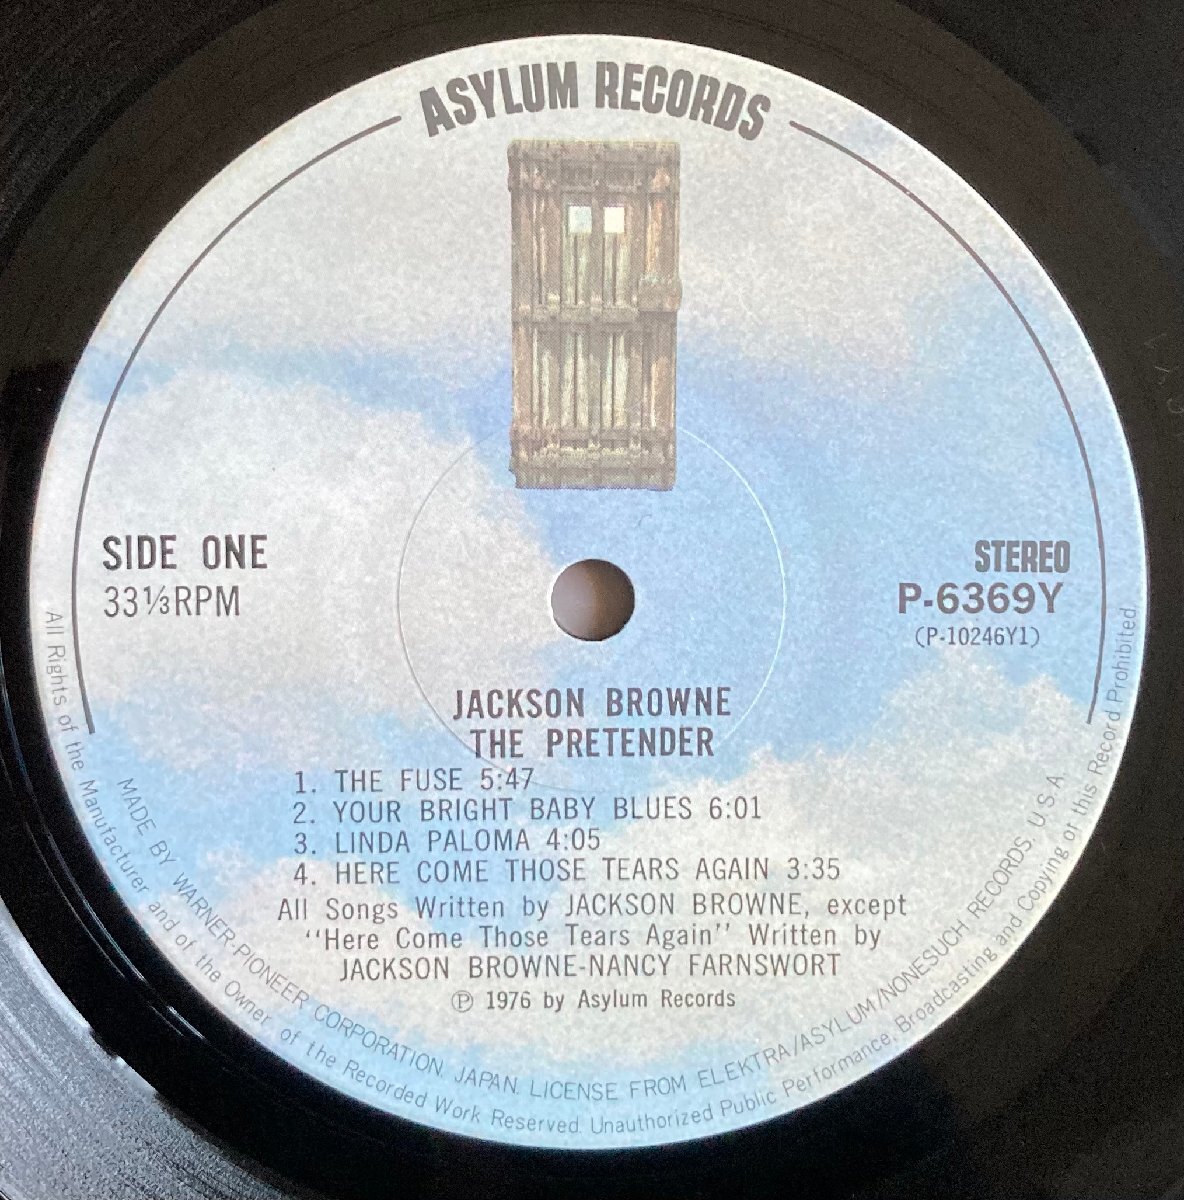 ASYLUM RECORDS
SIDE ONE
33⅓RPM
STEREO
P-6369Y
(P-10246Y1)
JACKSON BROWNE
THE PRETENDER
1. THE FUSE 5:47
2. YOUR BRIGHT BABY BLUES 6:01
3. LINDA PALOMA 4:05
4. HERE COME THOSE TEARS AGAIN 3:35
All Songs Written by JACKSON BROWNE, except
"Here Come Those Tears Again" Written by
JACKSON BROWNE-NANCY FARNSWORT
Ⓟ 1976 by Asylum Records
MADE BY WARNER-PIONEER CORPORATION. JAPAN. LICENSE FROM ELEKTRA/ASYLUM/NONESUCH RECORDS. U.S.A.
All Rights of the Manufacturer and of the Owner of the Recorded Work Reserved. Unauthorized Public Performance, Broadcasting and Copying of this Record Prohibited.